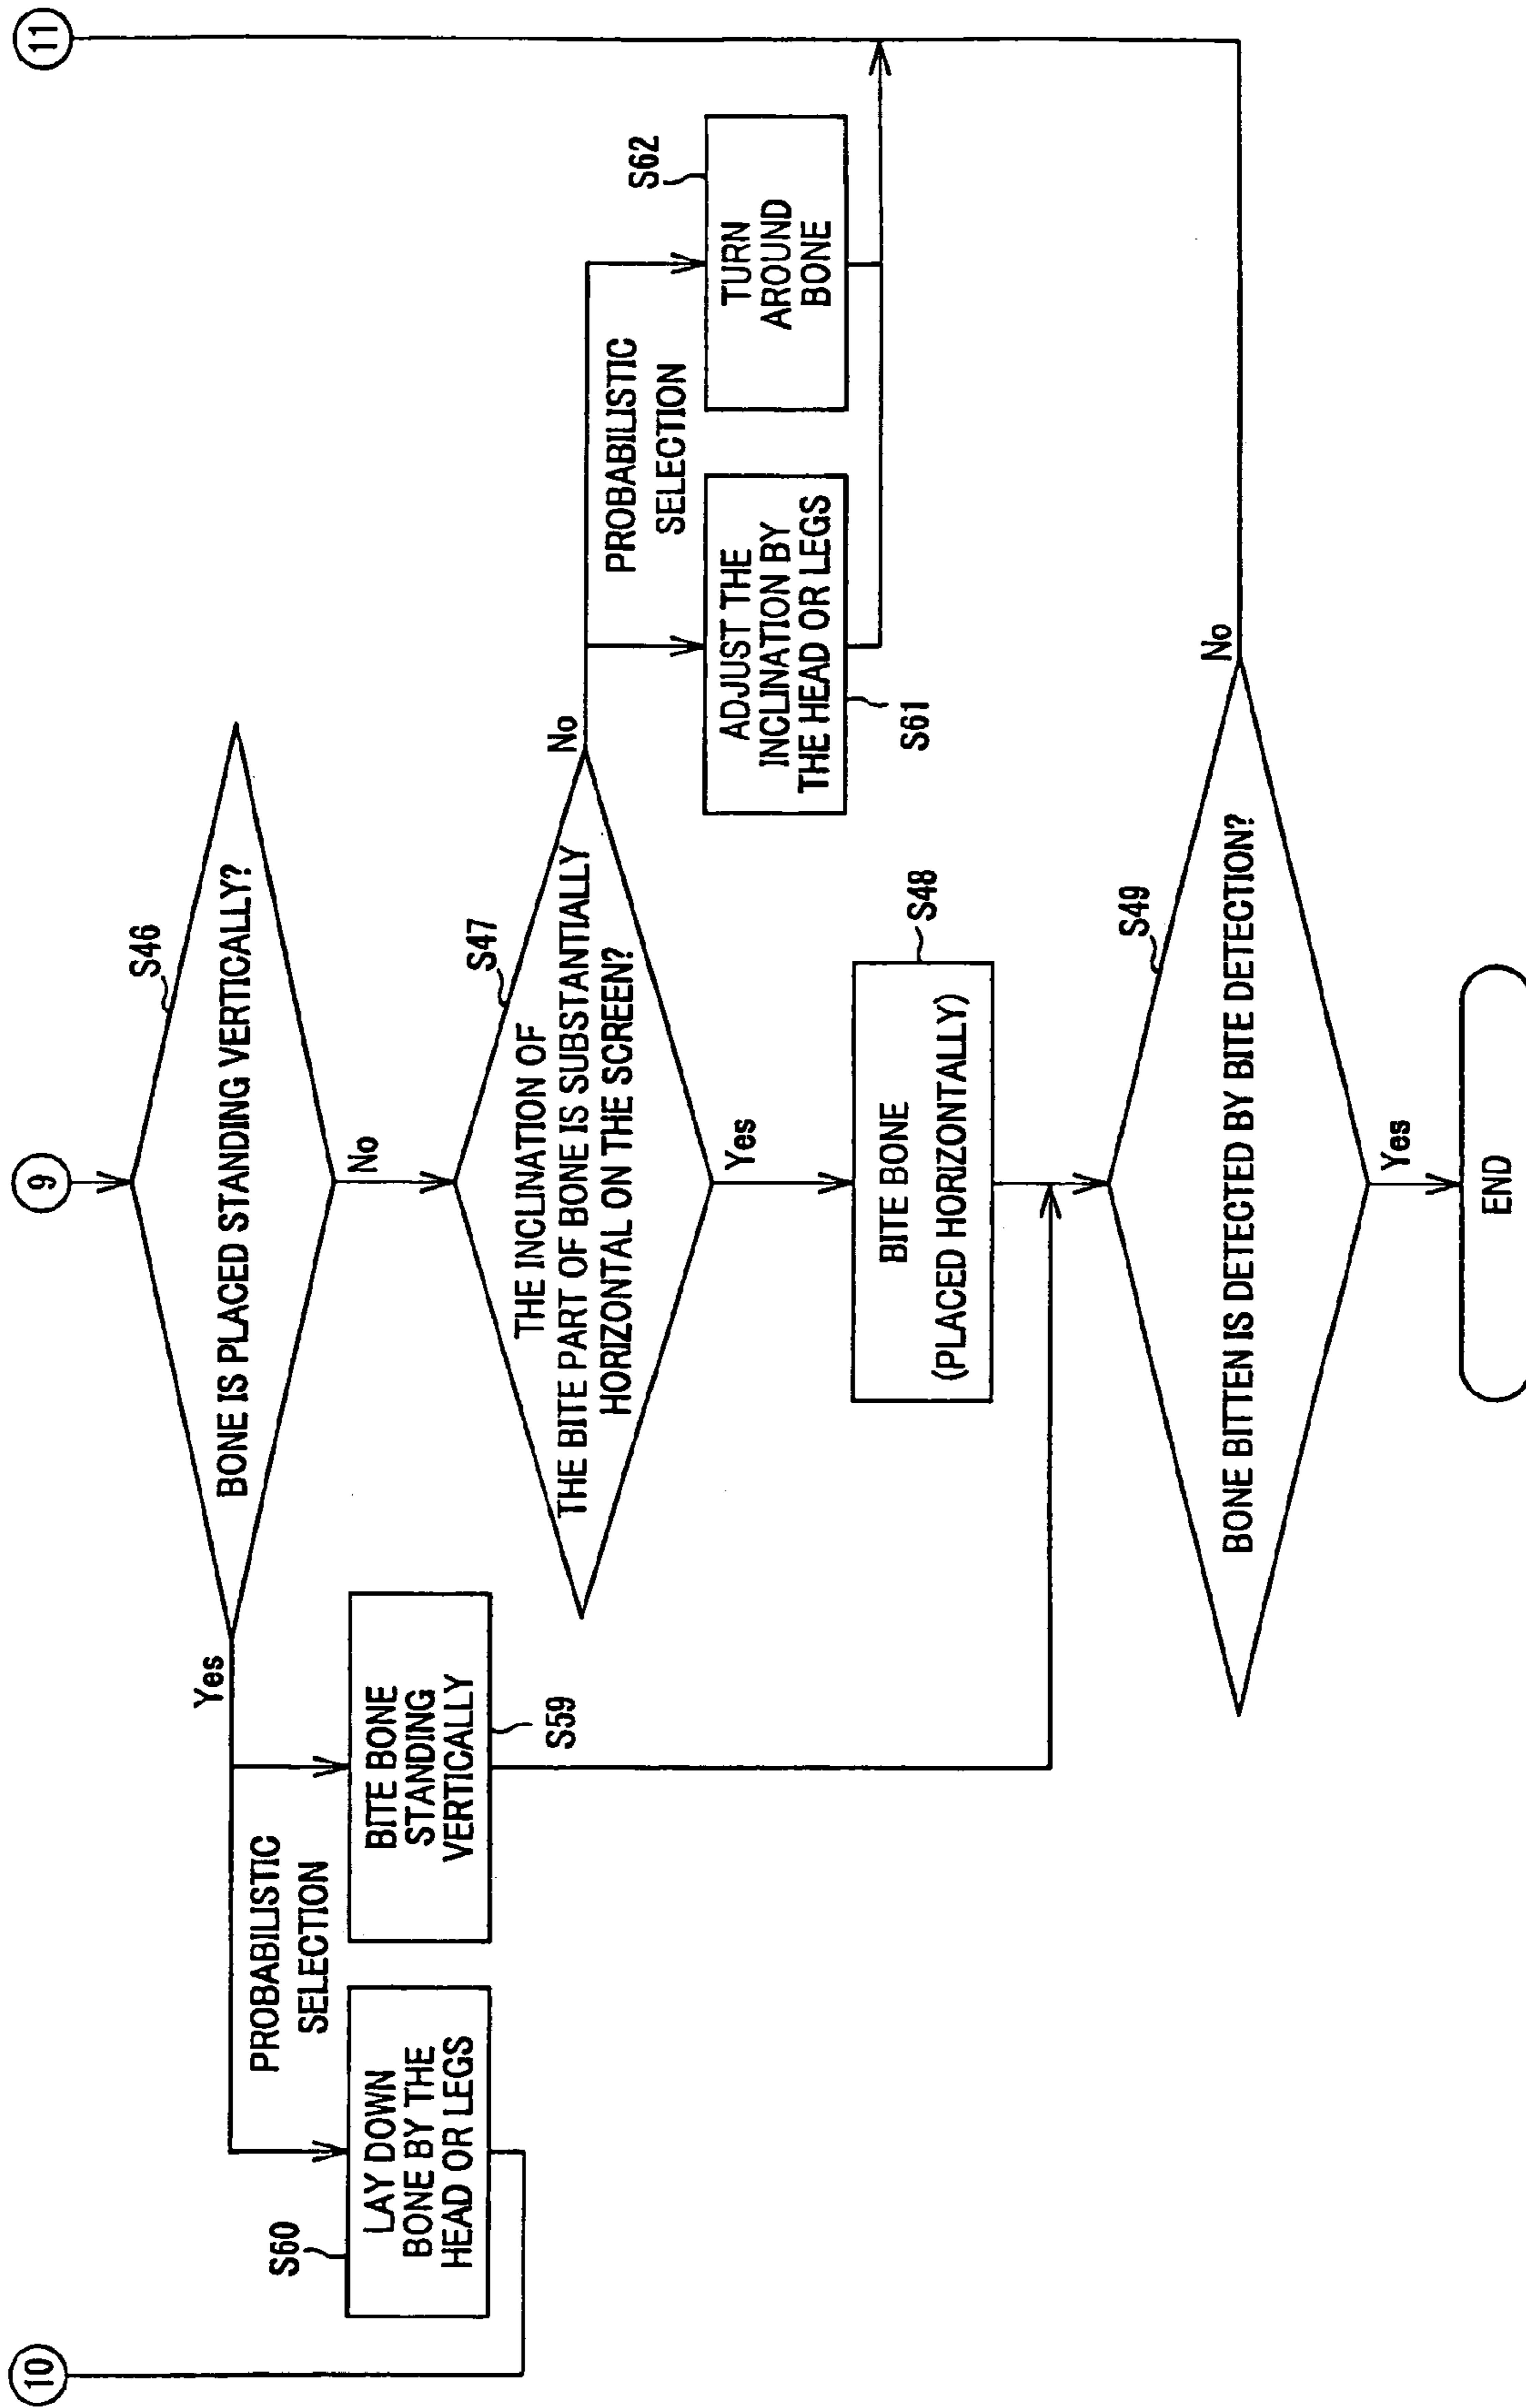 9
10
11
S46
BONE IS PLACED STANDING VERTICALLY?
Yes
No
PROBABILISTIC
SELECTION
S60
LAY DOWN
BONE BY THE
HEAD OR LEGS
BITE BONE
STANDING
VERTICALLY
S59
S47
THE INCLINATION OF
THE BITE PART OF BONE IS SUBSTANTIALLY
HORIZONTAL ON THE SCREEN?
No
Yes
PROBABILISTIC
SELECTION
ADJUST THE
INCLINATION BY
THE HEAD OR LEGS
S61
S62
TURN
AROUND
BONE
S48
BITE BONE
(PLACED HORIZONTALLY)
S49
BONE BITTEN IS DETECTED BY BITE DETECTION?
No
Yes
END